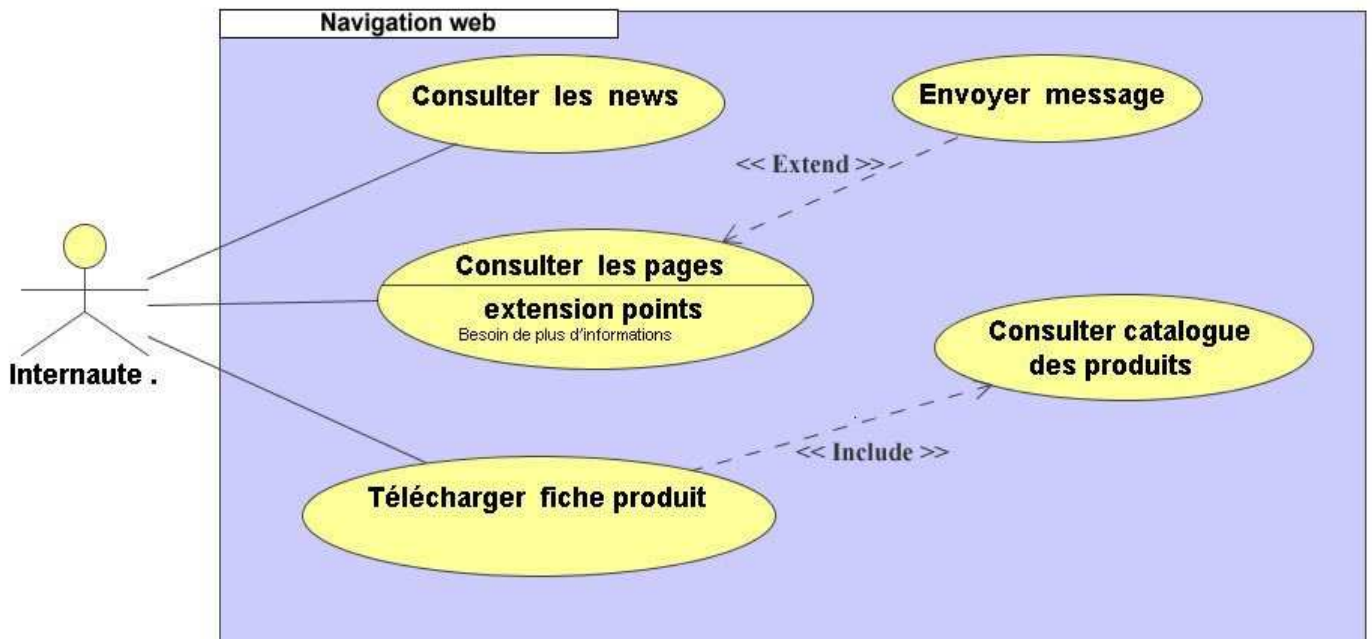 Navigation web
Consulter les news
Envoyer message
<< Extend >>
Consulter les pages
extension points
Besoin de plus d'informations
Internaute .
Consulter catalogue
des produits
<< Include >>
Télécharger fiche produit